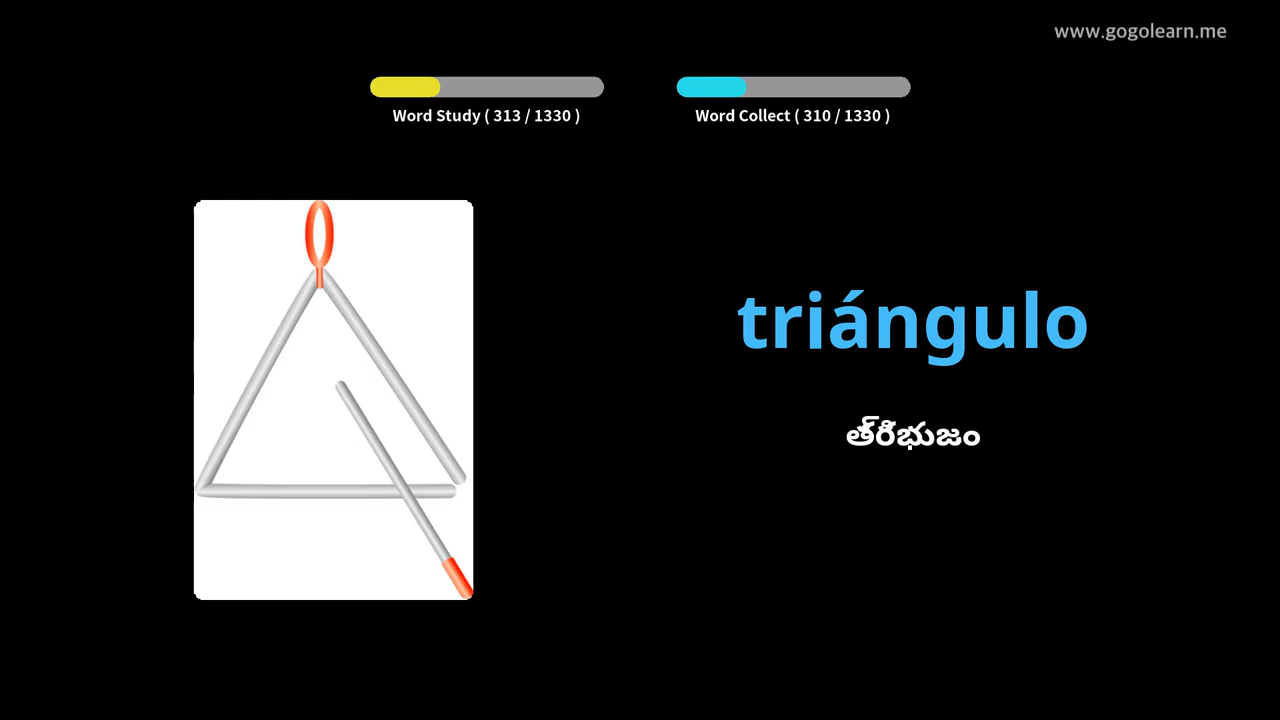 www.gogolearn.me
Word Study ( 313 / 1330 )
Word Collect ( 310 / 1330 )
triángulo
త్రిభుజం